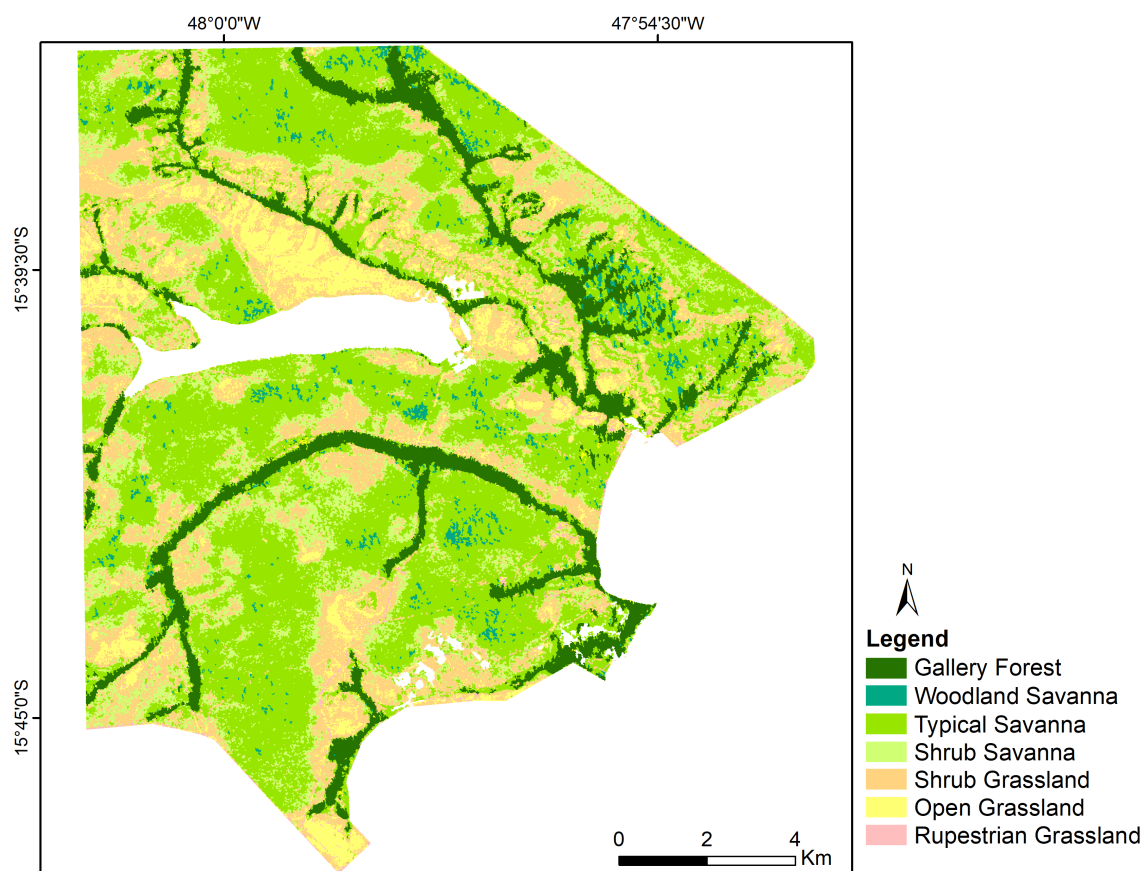 48°0'0"W
47°54'30"W
15°39'30"S
15°45'0"S
N
Legend
Gallery Forest
Woodland Savanna
Typical Savanna
Shrub Savanna
Shrub Grassland
Open Grassland
Rupestrian Grassland
0 2 4
Km